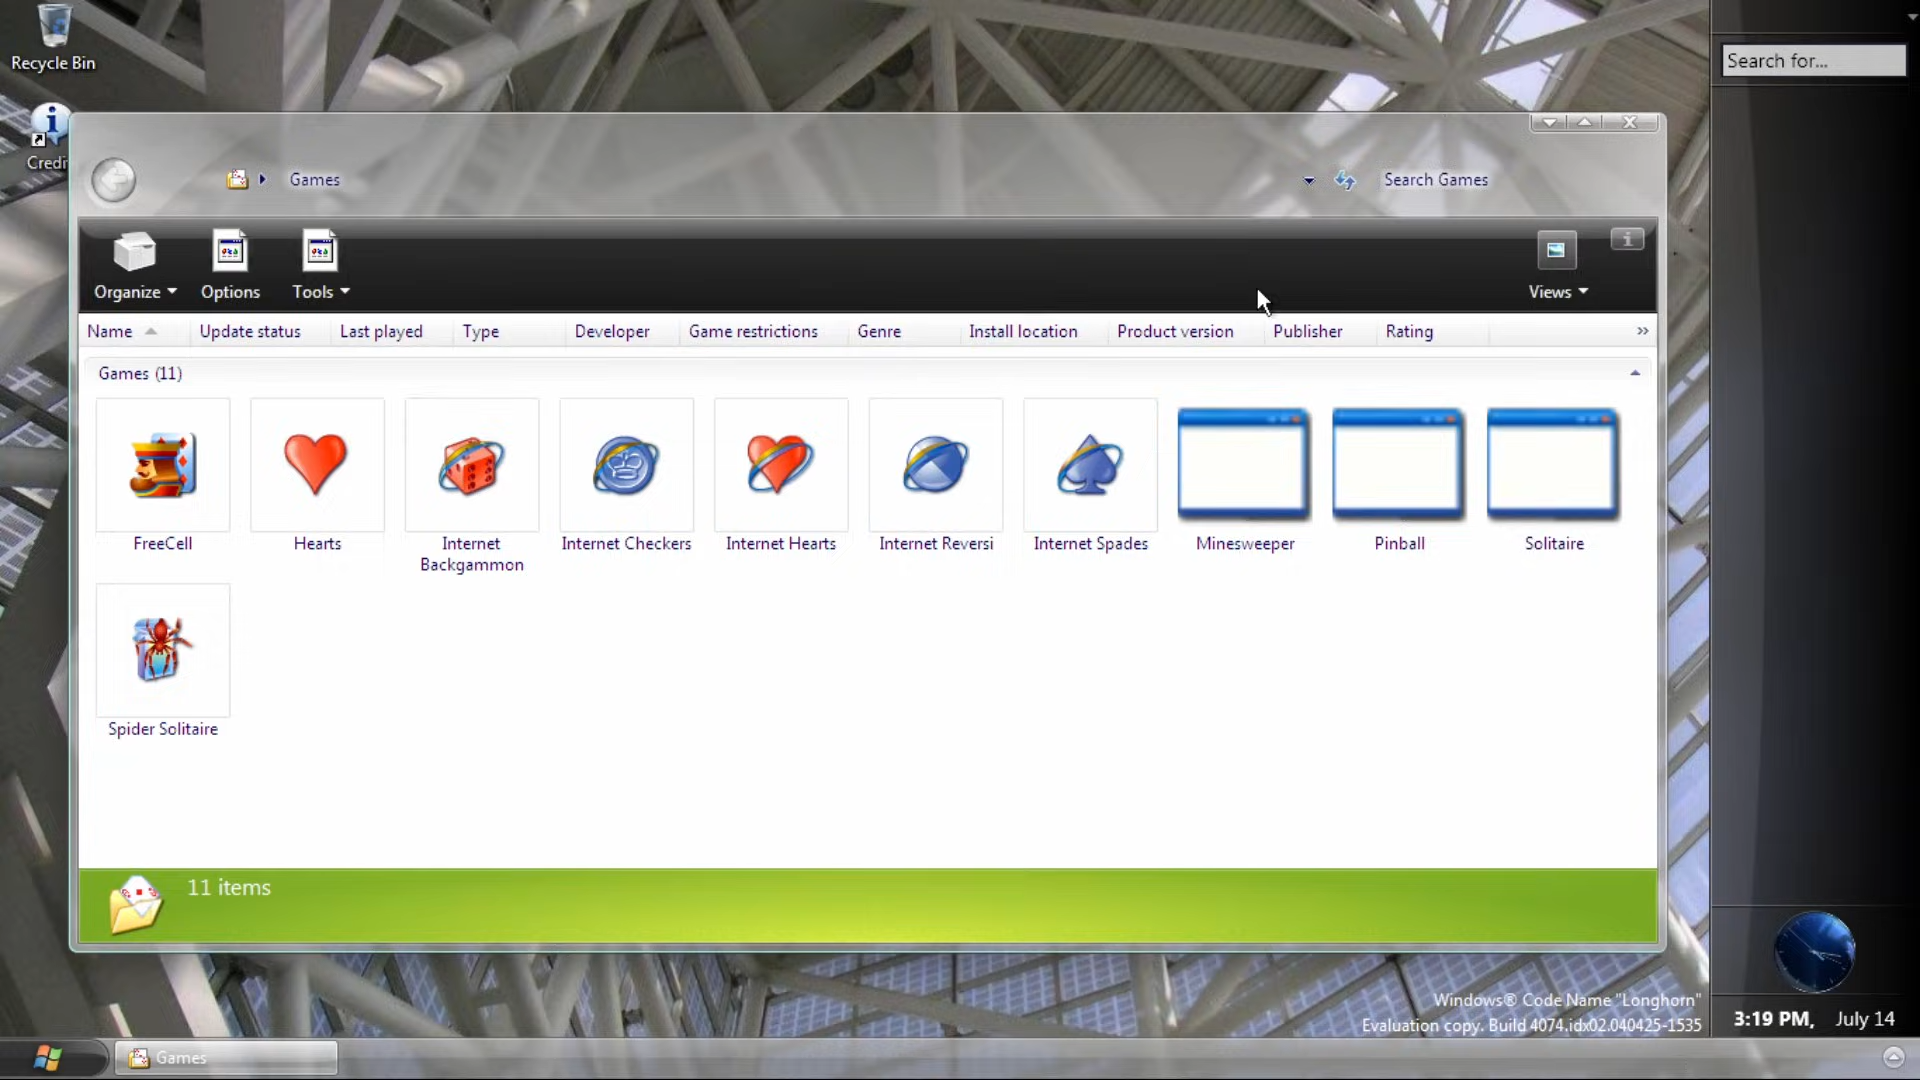 Recycle Bin
Search for...
Credi
Games
Search Games
Organize
Options
Tools
Views
Name
Update status
Last played
Type
Developer
Game restrictions
Genre
Install location
Product version
Publisher
Rating
»
Games (11)
FreeCell
Hearts
Internet
Backgammon
Internet Checkers
Internet Hearts
Internet Reversi
Internet Spades
Minesweeper
Pinball
Solitaire
Spider Solitaire
11 items
Windows® Code Name "Longhorn"
Evaluation copy. Build 4074.idx02.040425-1535
3:19 PM, July 14
Games